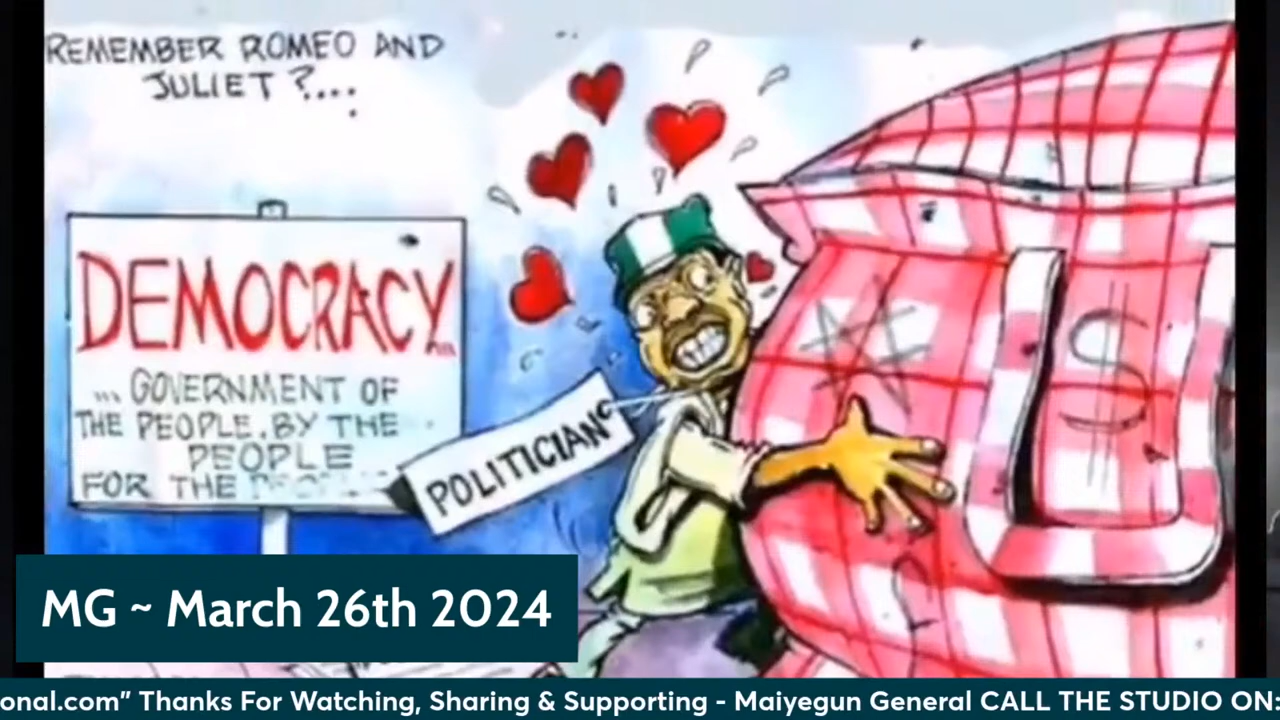 REMEMBER ROMEO AND
JULIET ?....
DEMOCRACY...
... GOVERNMENT OF
THE PEOPLE, BY THE
PEOPLE
FOR THE
POLITICIANS
$
MG ~ March 26th 2024
onal.com” Thanks For Watching, Sharing & Supporting - Maiyegun General CALL THE STUDIO ON: